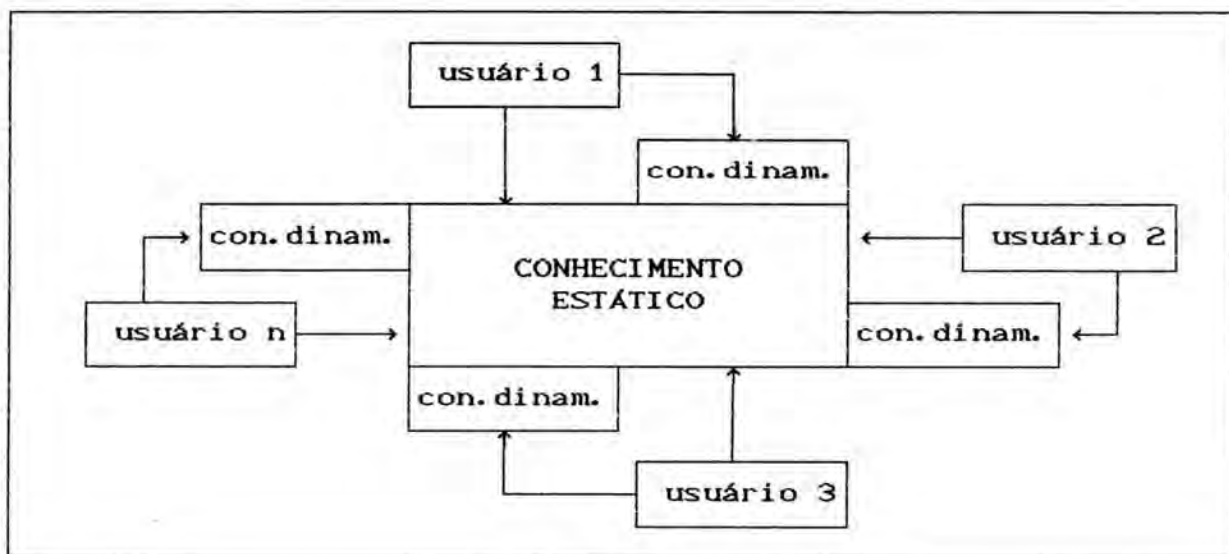 usuário 1
con.dinam.
con.dinam.
usuário 2
CONHECIMENTO
ESTÁTICO
usuário n
con.dinam.
con.dinam.
usuário 3